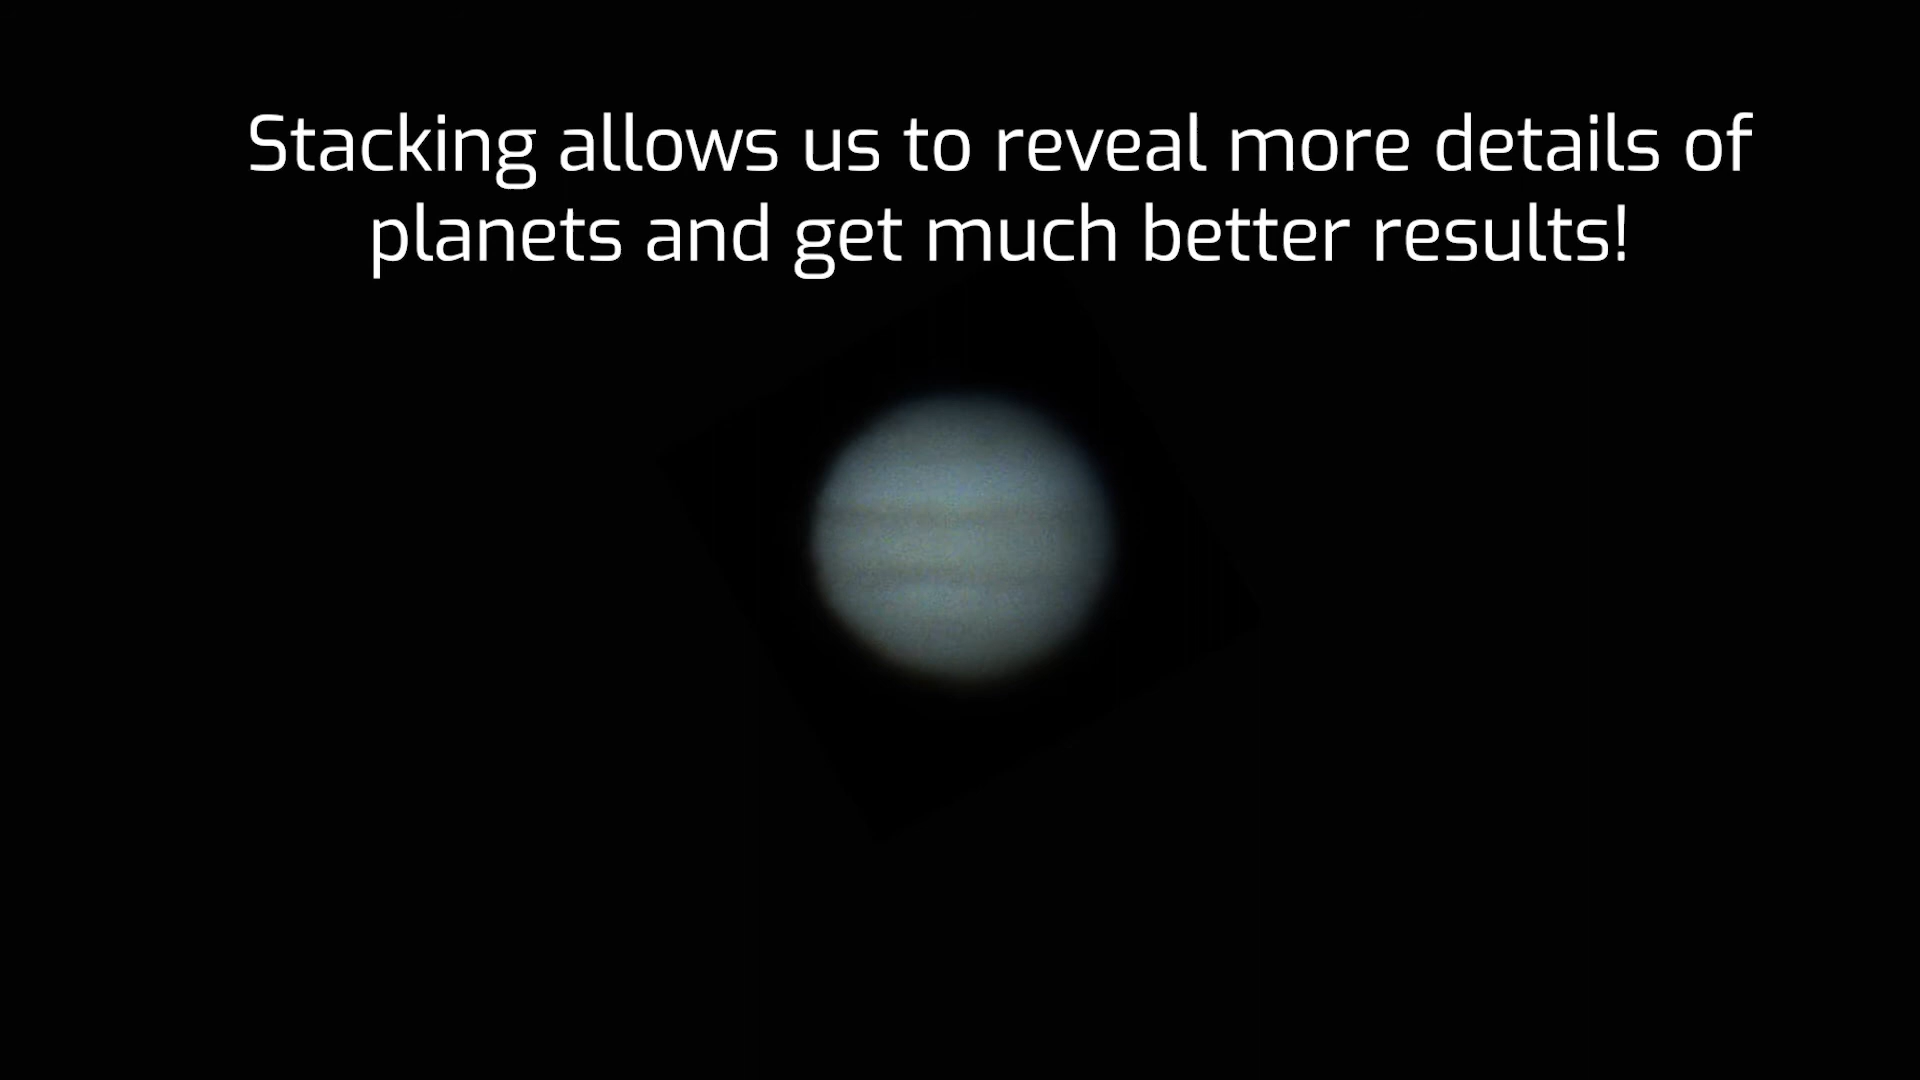 Stacking allows us to reveal more details of
planets and get much better results!